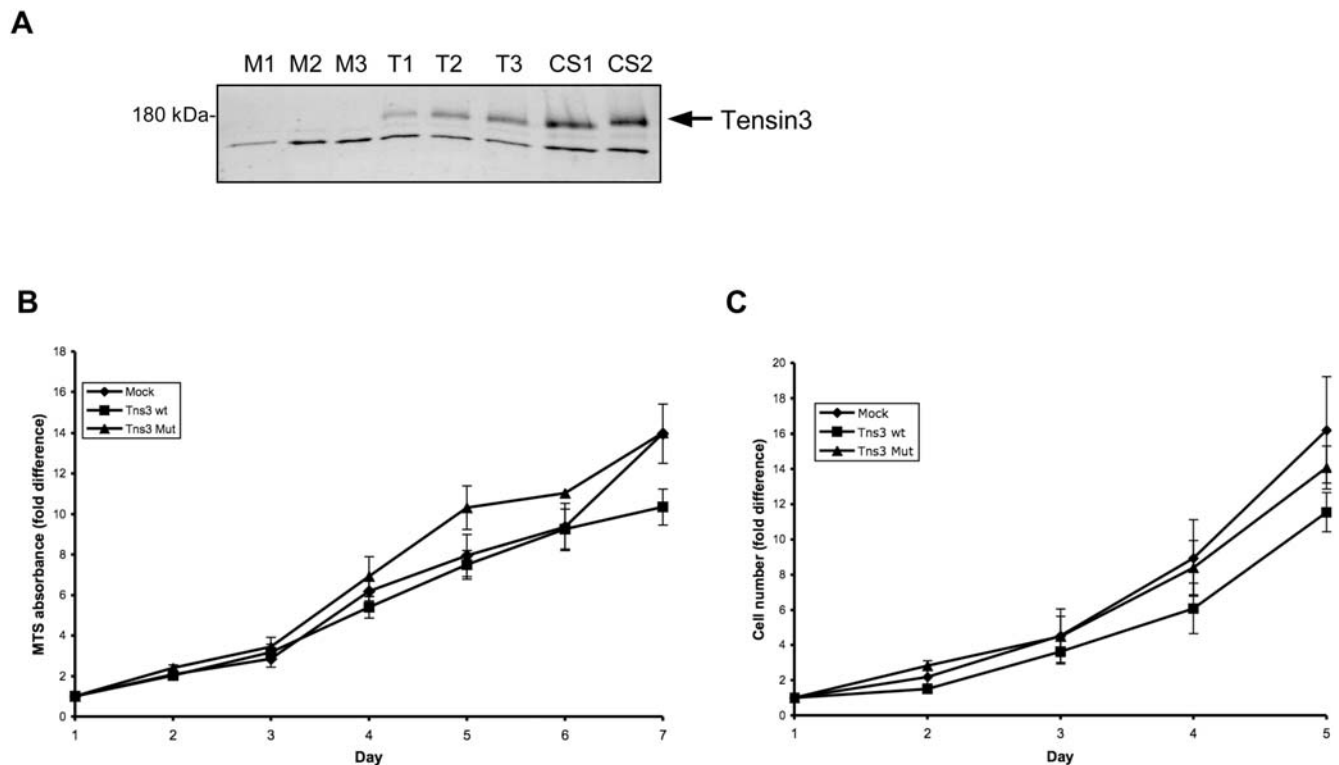 A
M1 M2 M3 T1 T2 T3 CS1 CS2
180 kDa-
Tensin3
B
18
16
14
12
10
8
6
4
2
0
MTS absorbance (fold difference)
Mock
Tns3 wt
Tns3 Mut
1 2 3 4 5 6 7
Day
C
20
18
16
14
12
10
8
6
4
2
0
Cell number (fold difference)
Mock
Tns3 wt
Tns3 Mut
1 2 3 4 5
Day